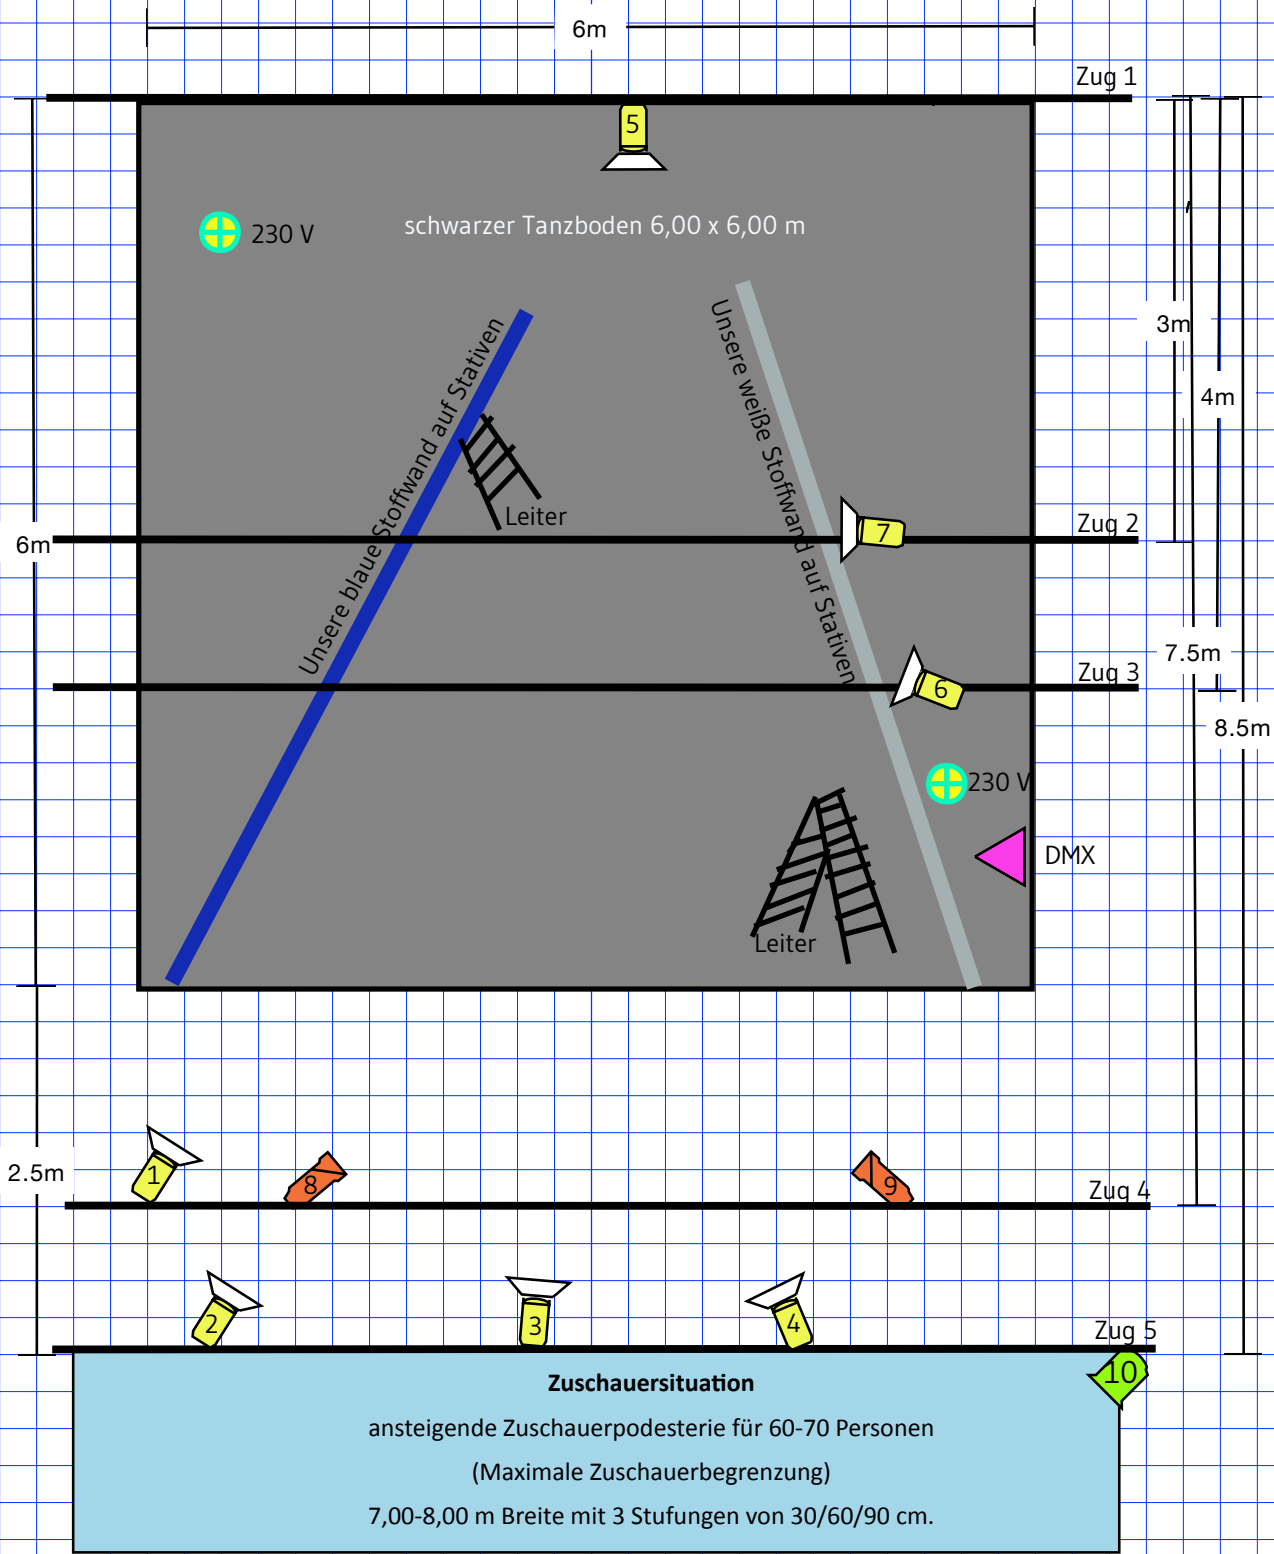 6m
Zug 1
5
schwarzer Tanzboden 6,00 x 6,00 m
230 V
3m
Unsere blaue Stoffwand auf Stativen
Unsere weiße Stoffwand auf Stativen
4m
Leiter
Zug 2
7
6m
7.5m
Zug 3
6
8.5m
230 V
DMX
Leiter
2.5m
1
8
9
Zug 4
2
3
4
Zug 5
10
Zuschauersituation
ansteigende Zuschauerpodesterie für 60-70 Personen
(Maximale Zuschauerbegrenzung)
7,00-8,00 m Breite mit 3 Stufungen von 30/60/90 cm.